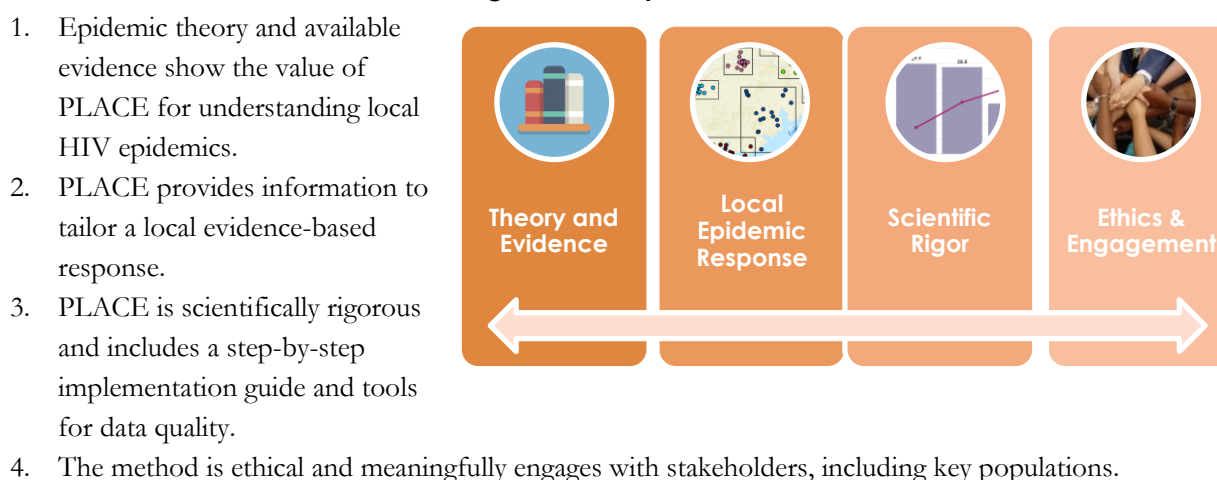 1. Epidemic theory and available
evidence show the value of
PLACE for understanding local
HIV epidemics.
2. PLACE provides information to
tailor a local evidence-based
response.
3. PLACE is scientifically rigorous
and includes a step-by-step
implementation guide and tools
for data quality.
4. The method is ethical and meaningfully engages with stakeholders, including key populations.
Theory and
Evidence
Local
Epidemic
Response
Scientific
Rigor
Ethics &
Engagement